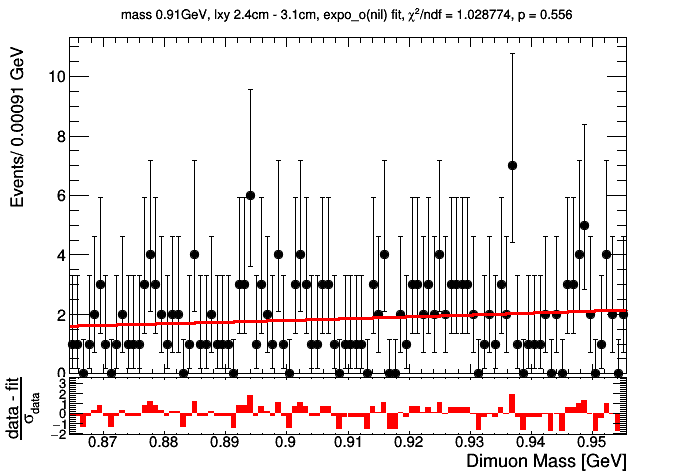 mass 0.91GeV, lxy 2.4cm - 3.1cm, expo_o(nil) fit, χ²/ndf = 1.028774, p = 0.556
Events/ 0.00091 GeV
10
8
6
4
2
0
data - fit
σdata
3
2
1
0
−1
−2
0.87 0.88 0.89 0.9 0.91 0.92 0.93 0.94 0.95
Dimuon Mass [GeV]